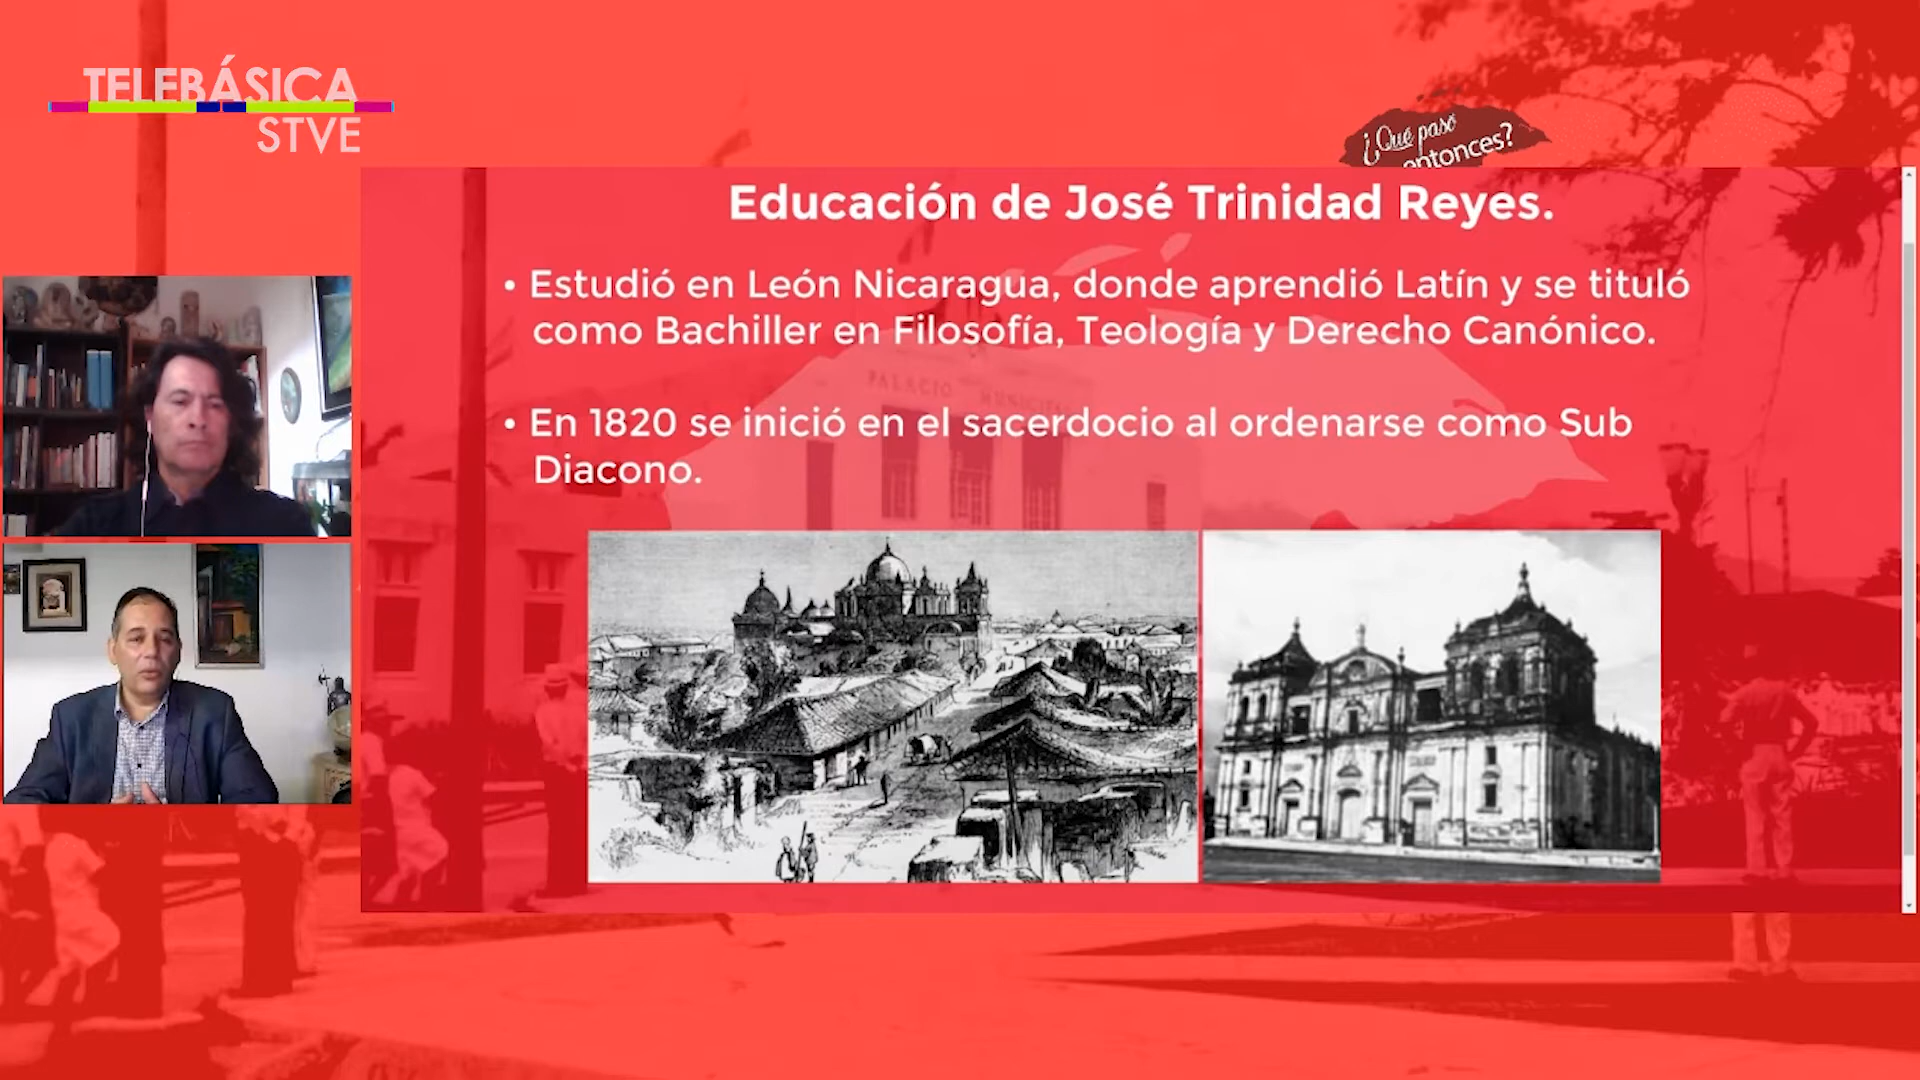 TELEBÁSICA
STVE
¿Qué pasó
entonces?
Educación de José Trinidad Reyes.
• Estudió en León Nicaragua, donde aprendió Latín y se tituló
como Bachiller en Filosofía, Teología y Derecho Canónico.
PALACIO MUNICIPAL
• En 1820 se inició en el sacerdocio al ordenarse como Sub
Diacono.